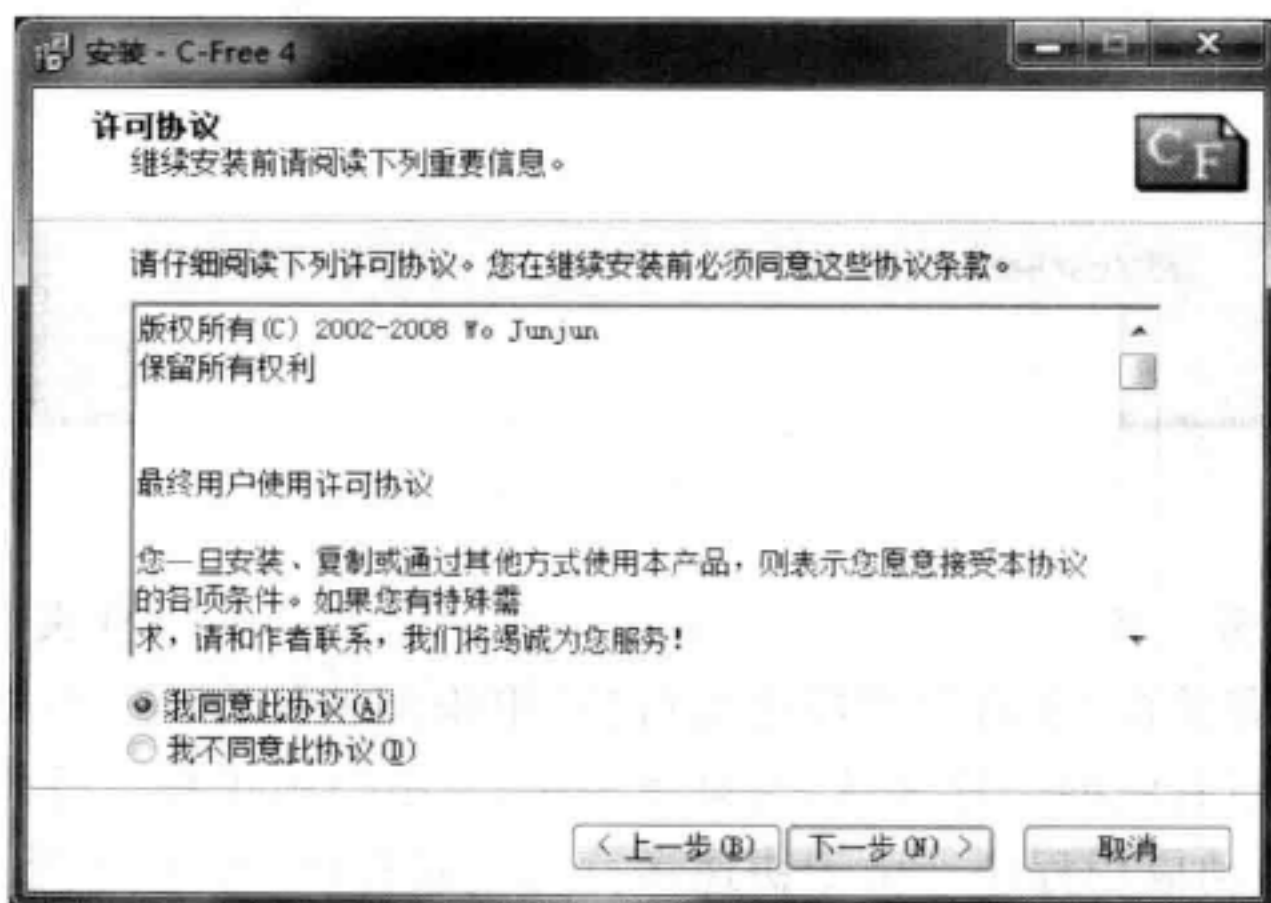 安装 - C-Free 4
许可协议
继续安装前请阅读下列重要信息。
CF
请仔细阅读下列许可协议。您在继续安装前必须同意这些协议条款。
版权所有(C) 2002-2008 Wo Junjun
保留所有权利
最终用户使用许可协议
您一旦安装、复制或通过其他方式使用本产品，则表示您愿意接受本协议
的各项条件。如果您有特殊需
求，请和作者联系，我们将竭诚为您服务!
我同意此协议(A)
我不同意此协议(D)
< 上一步(B) 下一步(N) > 取消